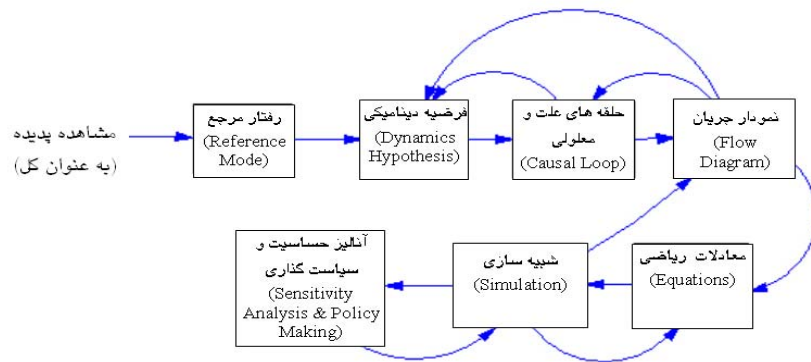 مشاهده پدیده
(به عنوان کل)
رفتار مرجع
(Reference
Mode)
فرضیه دینامیکی
(Dynamics
Hypothesis)
حلقه های علت و
معلولی
(Causal Loop)
نمودار جریان
(Flow
Diagram)
معادلات ریاضی
(Equations)
شبیه سازی
(Simulation)
آنالیز حساسیت و
سیاست گذاری
(Sensitivity
Analysis & Policy
Making)